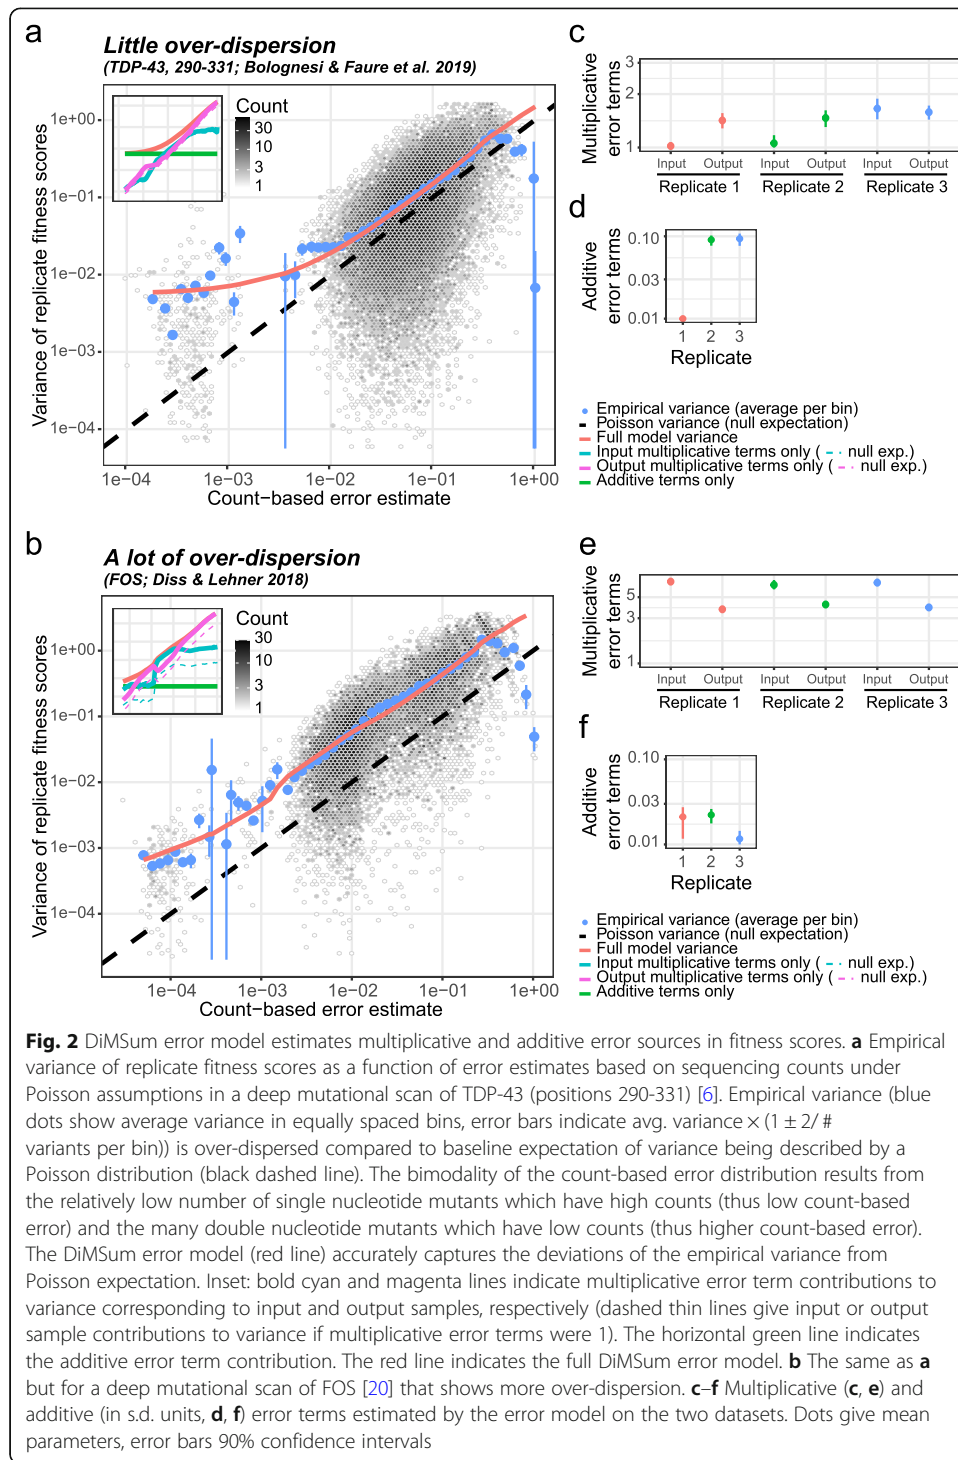 a
Little over-dispersion
(TDP-43, 290-331; Bolognesi & Faure et al. 2019)
Count
30
10
3
1
1e+00
1e-01
1e-02
1e-03
1e-04
Variance of replicate fitness scores
1e-04 1e-03 1e-02 1e-01 1e+00
Count-based error estimate
c
Multiplicative
error terms
3
2
1
Input Output Input Output Input Output
Replicate 1 Replicate 2 Replicate 3
d
Additive
error terms
0.10
0.03
0.01
1 2 3
Replicate
Empirical variance (average per bin)
Poisson variance (null expectation)
Full model variance
Input multiplicative terms only ( null exp.)
Output multiplicative terms only ( null exp.)
Additive terms only
b
A lot of over-dispersion
(FOS; Diss & Lehner 2018)
Count
30
10
3
1
1e+00
1e-01
1e-02
1e-03
1e-04
Variance of replicate fitness scores
1e-04 1e-03 1e-02 1e-01 1e+00
Count-based error estimate
e
Multiplicative
error terms
5
3
1
Input Output Input Output Input Output
Replicate 1 Replicate 2 Replicate 3
f
Additive
error terms
0.10
0.03
0.01
1 2 3
Replicate
Empirical variance (average per bin)
Poisson variance (null expectation)
Full model variance
Input multiplicative terms only ( null exp.)
Output multiplicative terms only ( null exp.)
Additive terms only
Fig. 2 DiMSum error model estimates multiplicative and additive error sources in fitness scores. a Empirical
variance of replicate fitness scores as a function of error estimates based on sequencing counts under
Poisson assumptions in a deep mutational scan of TDP-43 (positions 290-331) [6]. Empirical variance (blue
dots show average variance in equally spaced bins, error bars indicate avg. variance × (1 ± 2/ #
variants per bin)) is over-dispersed compared to baseline expectation of variance being described by a
Poisson distribution (black dashed line). The bimodality of the count-based error distribution results from
the relatively low number of single nucleotide mutants which have high counts (thus low count-based
error) and the many double nucleotide mutants which have low counts (thus higher count-based error).
The DiMSum error model (red line) accurately captures the deviations of the empirical variance from
Poisson expectation. Inset: bold cyan and magenta lines indicate multiplicative error term contributions to
variance corresponding to input and output samples, respectively (dashed thin lines give input or output
sample contributions to variance if multiplicative error terms were 1). The horizontal green line indicates
the additive error term contribution. The red line indicates the full DiMSum error model. b The same as a
but for a deep mutational scan of FOS [20] that shows more over-dispersion. c–f Multiplicative (c, e) and
additive (in s.d. units, d, f) error terms estimated by the error model on the two datasets. Dots give mean
parameters, error bars 90% confidence intervals